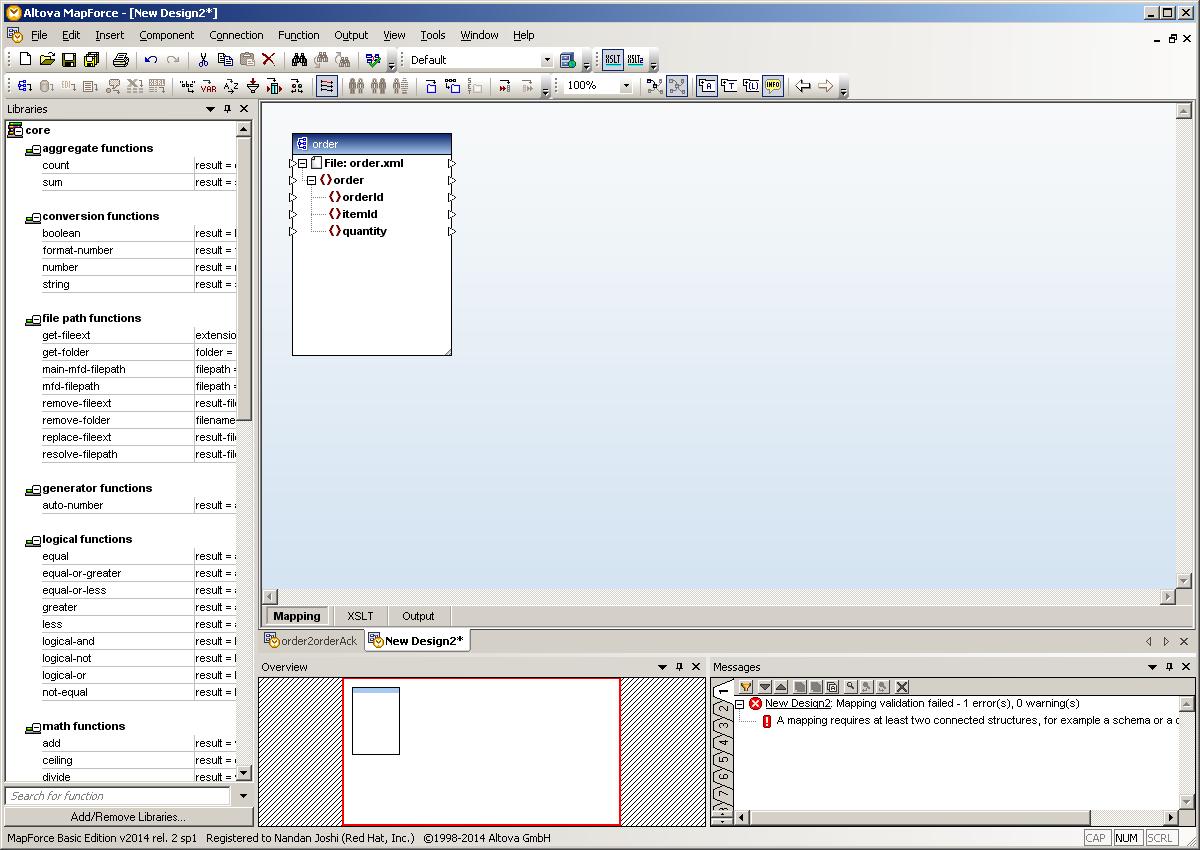 Altova MapForce - [New Design2*]
File Edit Insert Component Connection Function Output View Tools Window Help
Default
XSLT
100%
VAR
INFO
Libraries
core
aggregate functions
count result =
sum result =
conversion functions
boolean result =
format-number result =
number result =
string result =
file path functions
get-fileext extensio
get-folder folder =
main-mfd-filepath filepath =
mfd-filepath filepath =
remove-fileext result-file
remove-folder filename
replace-fileext result-file
resolve-filepath result-file
generator functions
auto-number result =
logical functions
equal result =
equal-or-greater result =
equal-or-less result =
greater result =
less result =
logical-and result =
logical-not result =
logical-or result =
not-equal result =
math functions
add result =
ceiling result =
divide result =
Search for function
Add/Remove Libraries...
order
File: order.xml
order
orderId
itemId
quantity
Mapping XSLT Output
order2orderAck New Design2*
Overview
Messages
1
2
3
4
5
6
7
New Design2: Mapping validation failed - 1 error(s), 0 warning(s)
A mapping requires at least two connected structures, for example a schema or a
MapForce Basic Edition v2014 rel. 2 sp1 Registered to Nandan Joshi (Red Hat, Inc.) ©1998-2014 Altova GmbH
CAP NUM SCRL